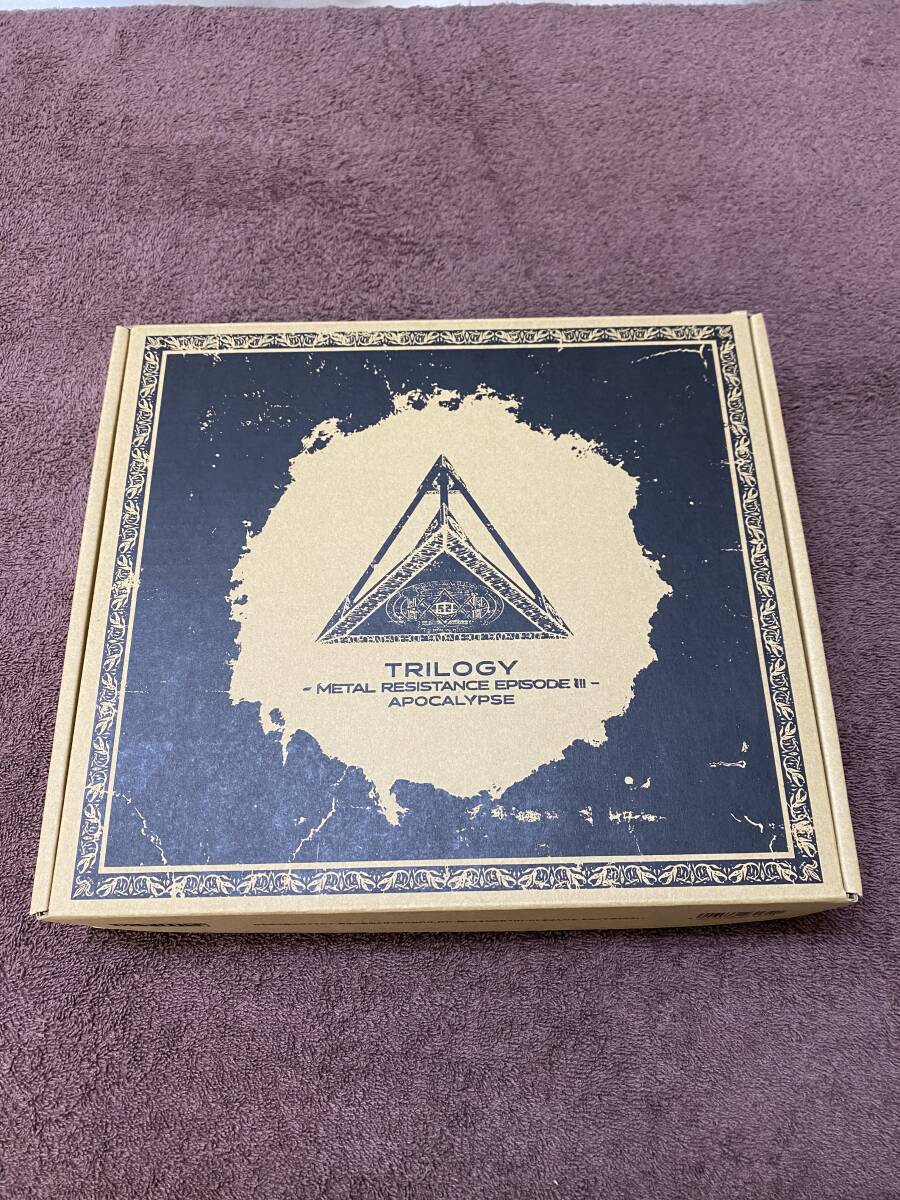 TRILOGY
- METAL RESISTANCE EPISODE III -
APOCALYPSE